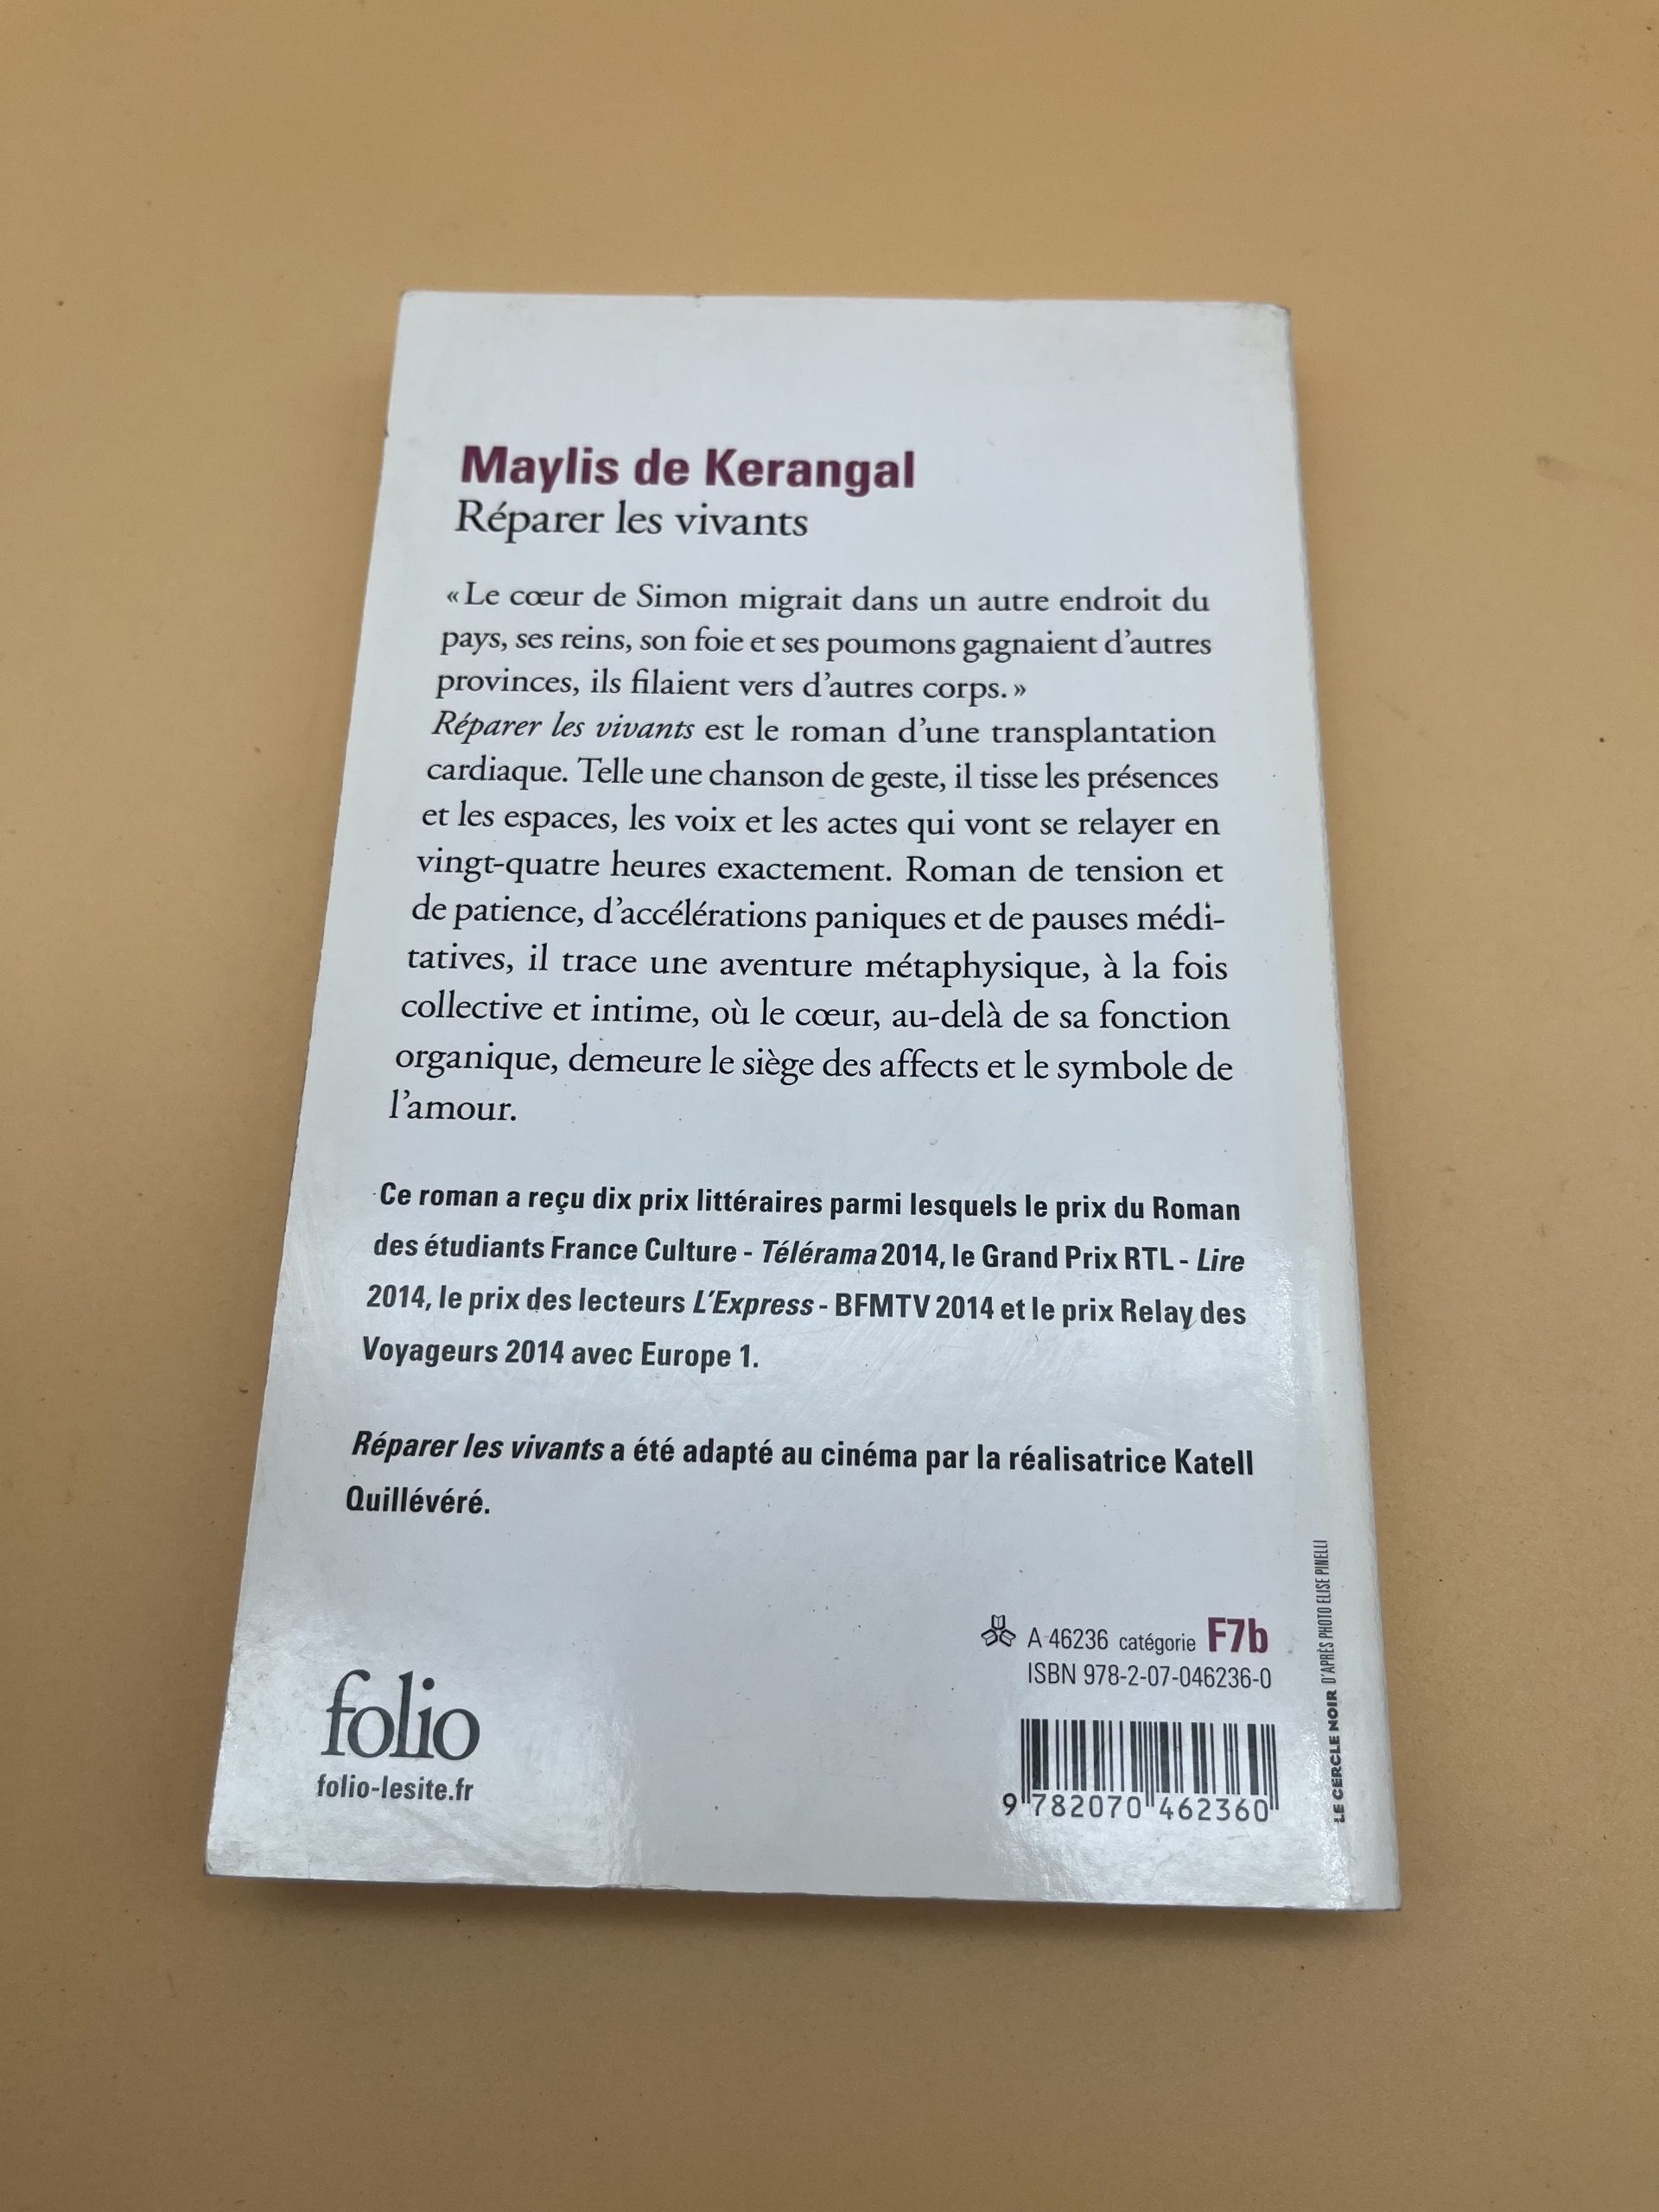 Maylis de Kerangal
Réparer les vivants
« Le cœur de Simon migrait dans un autre endroit du
pays, ses reins, son foie et ses poumons gagnaient d'autres
provinces, ils filaient vers d'autres corps. »
Réparer les vivants est le roman d'une transplantation
cardiaque. Telle une chanson de geste, il tisse les présences
et les espaces, les voix et les actes qui vont se relayer en
vingt-quatre heures exactement. Roman de tension et
de patience, d'accélérations paniques et de pauses médi-
tatives, il trace une aventure métaphysique, à la fois
collective et intime, où le cœur, au-delà de sa fonction
organique, demeure le siège des affects et le symbole de
l'amour.
Ce roman a reçu dix prix littéraires parmi lesquels le prix du Roman
des étudiants France Culture - Télérama 2014, le Grand Prix RTL - Lire
2014, le prix des lecteurs L'Express - BFMTV 2014 et le prix Relay des
Voyageurs 2014 avec Europe 1.
Réparer les vivants a été adapté au cinéma par la réalisatrice Katell
Quillévéré.
A 46236 catégorie F7b
ISBN 978-2-07-046236-0
9 782070 462360
folio
folio-lesite.fr
LE CERCLE NOIR D'APRÈS PHOTO ELISE PINELLI